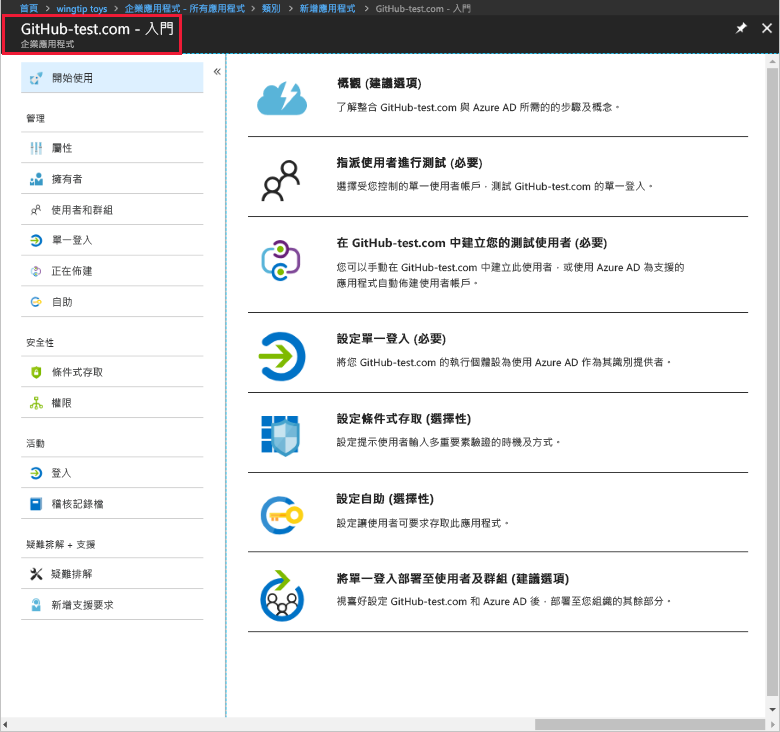 首頁 > wingtip toys > 企業應用程式 - 所有應用程式 > 類別 > 新增應用程式 > GitHub-test.com - 入門
GitHub-test.com - 入門
企業應用程式
開始使用
管理
屬性
擁有者
使用者和群組
單一登入
正在佈建
自助
安全性
條件式存取
權限
活動
登入
稽核記錄檔
疑難排解 + 支援
疑難排解
新增支援要求
概觀 (建議選項)
了解整合 GitHub-test.com 與 Azure AD 所需的的步驟及概念。
指派使用者進行測試 (必要)
選擇受您控制的單一使用者帳戶，測試 GitHub-test.com 的單一登入。
在 GitHub-test.com 中建立您的測試使用者 (必要)
您可以手動在 GitHub-test.com 中建立此使用者，或使用 Azure AD 為支援的
應用程式自動佈建使用者帳戶。
設定單一登入 (必要)
將您 GitHub-test.com 的執行個體設為使用 Azure AD 作為其識別提供者。
設定條件式存取 (選擇性)
設定提示使用者輸入多重要素驗證的時機及方式。
設定自助 (選擇性)
設定讓使用者可要求存取此應用程式。
將單一登入部署至使用者及群組 (建議選項)
視喜好設定 GitHub-test.com 和 Azure AD 後，部署至您組織的其餘部分。